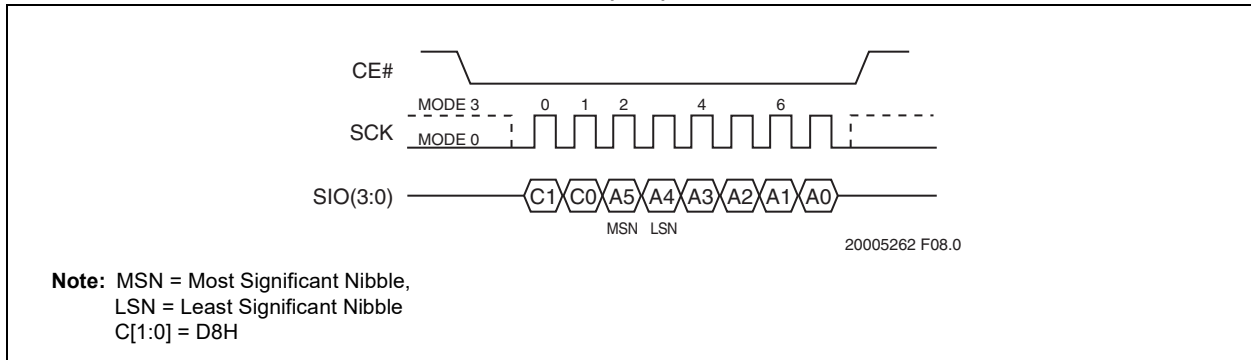 CE#
MODE 3 0 1 2 4 6
SCK
MODE 0
SIO(3:0) C1 C0 A5 A4 A3 A2 A1 A0
MSN LSN
20005262 F08.0
Note: MSN = Most Significant Nibble,
LSN = Least Significant Nibble
C[1:0] = D8H